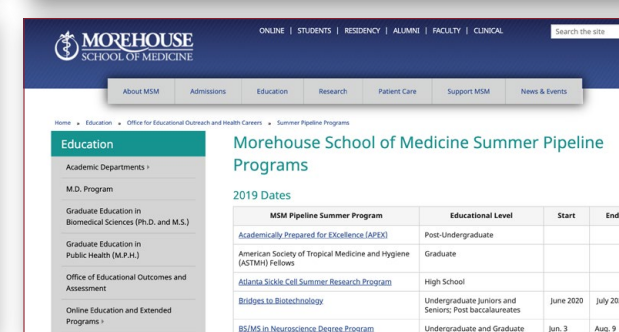 ONLINE | STUDENTS | RESIDENCY | ALUMNI | FACULTY | CLINICAL
Search the site
MOREHOUSE
SCHOOL OF MEDICINE
About MSM Admissions Education Research Patient Care Support MSM News & Events
Home Education Office for Educational Outreach and Health Careers Summer Pipeline Programs
Education
Academic Departments ›
M.D. Program
Graduate Education in
Biomedical Sciences (Ph.D. and M.S.)
Graduate Education in
Public Health (M.P.H.)
Office of Educational Outcomes and
Assessment
Online Education and Extended
Programs ›
Morehouse School of Medicine Summer Pipeline
Programs
2019 Dates
MSM Pipeline Summer Program Educational Level Start End
Academically Prepared for EXcellence (APEX) Post-Undergraduate
American Society of Tropical Medicine and Hygiene Graduate
(ASTMH) Fellows
Atlanta Sickle Cell Summer Research Program High School
Bridges to Biotechnology Undergraduate Juniors and June 2020 July 20
Seniors; Post baccalaureates
BS/MS in Neuroscience Degree Program Undergraduate and Graduate Jun. 3 Aug. 9